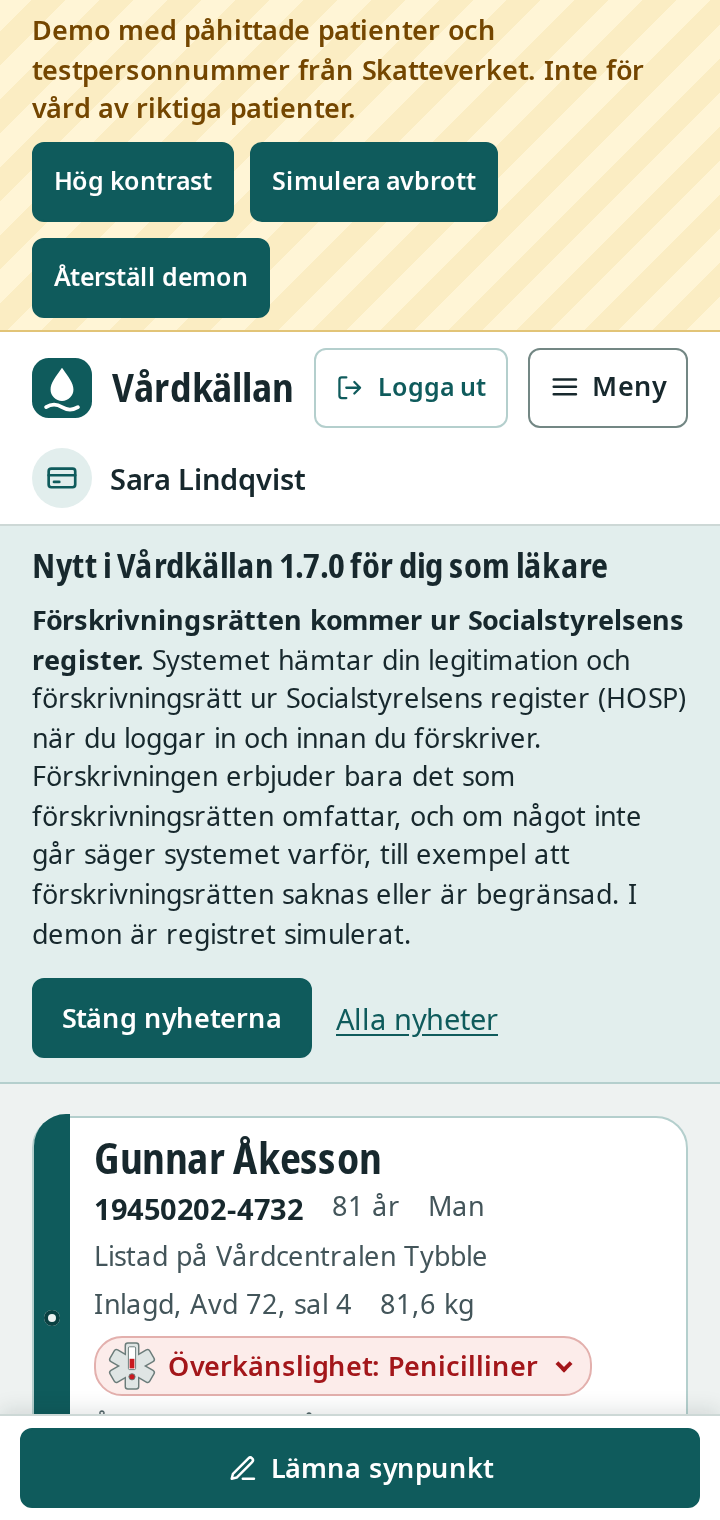 Demo med påhittade patienter och
testpersonnummer från Skatteverket. Inte för
vård av riktiga patienter.
Hög kontrast
Simulera avbrott
Återställ demon
Vårdkällan
Logga ut
Meny
Sara Lindqvist
Nytt i Vårdkällan 1.7.0 för dig som läkare
Förskrivningsrätten kommer ur Socialstyrelsens
register. Systemet hämtar din legitimation och
förskrivningsrätt ur Socialstyrelsens register (HOSP)
när du loggar in och innan du förskriver.
Förskrivningen erbjuder bara det som
förskrivningsrätten omfattar, och om något inte
går säger systemet varför, till exempel att
förskrivningsrätten saknas eller är begränsad. I
demon är registret simulerat.
Stäng nyheterna
Alla nyheter
Gunnar Åkesson
19450202-4732 81 år Man
Listad på Vårdcentralen Tybble
Inlagd, Avd 72, sal 4 81,6 kg
Överkänslighet: Penicilliner
Lämna synpunkt